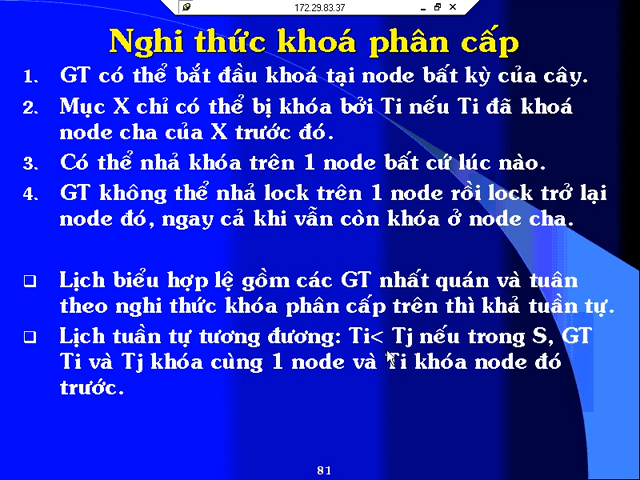 172.29.83.37
Nghi thức khoá phân cấp
1. GT có thể bắt đầu khoá tại node bất kỳ của cây.
2. Mục X chỉ có thể bị khóa bởi Ti nếu Ti đã khoá
node cha của X trước đó.
3. Có thể nhả khóa trên 1 node bất cứ lúc nào.
4. GT không thể nhả lock trên 1 node rồi lock trở lại
node đó, ngay cả khi vẫn còn khóa ở node cha.
Lịch biểu hợp lệ gồm các GT nhất quán và tuân
theo nghi thức khóa phân cấp trên thì khả tuần tự.
Lịch tuần tự tương đương: Ti< Tj nếu trong S, GT
Ti và Tj khóa cùng 1 node và Ti khóa node đó
trước.
81